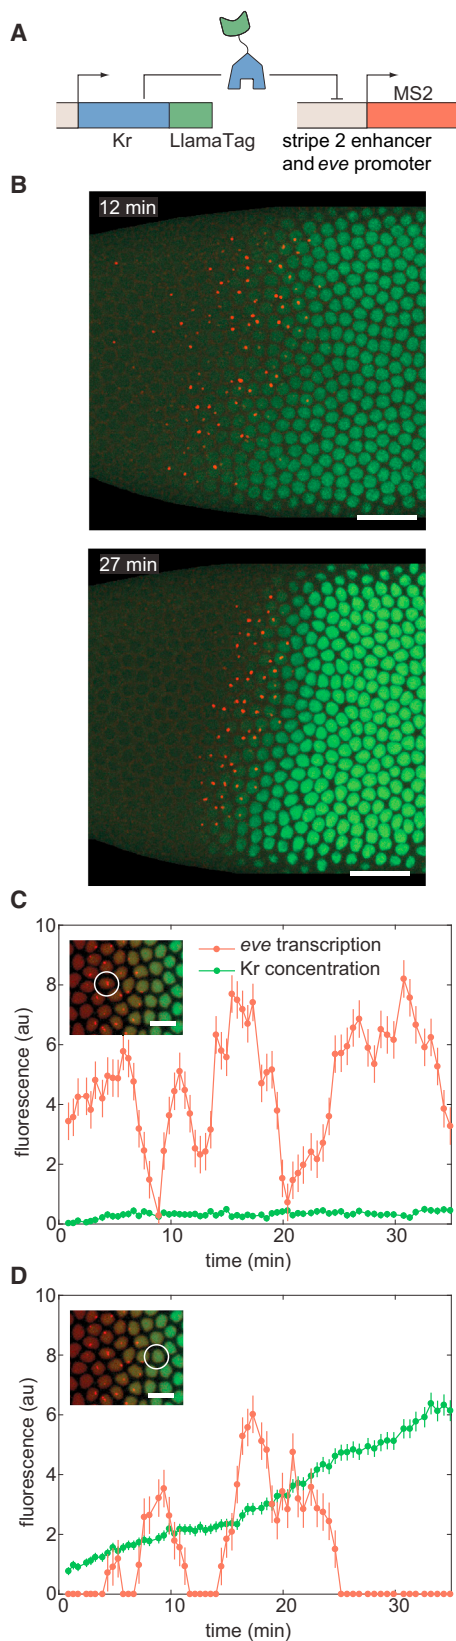 A
MS2
Kr
LlamaTag
stripe 2 enhancer
and eve promoter
B
12 min
27 min
C
10
8
6
4
2
0
fluorescence (au)
eve transcription
Kr concentration
0
10
20
30
time (min)
D
10
8
6
4
2
0
fluorescence (au)
0
10
20
30
time (min)